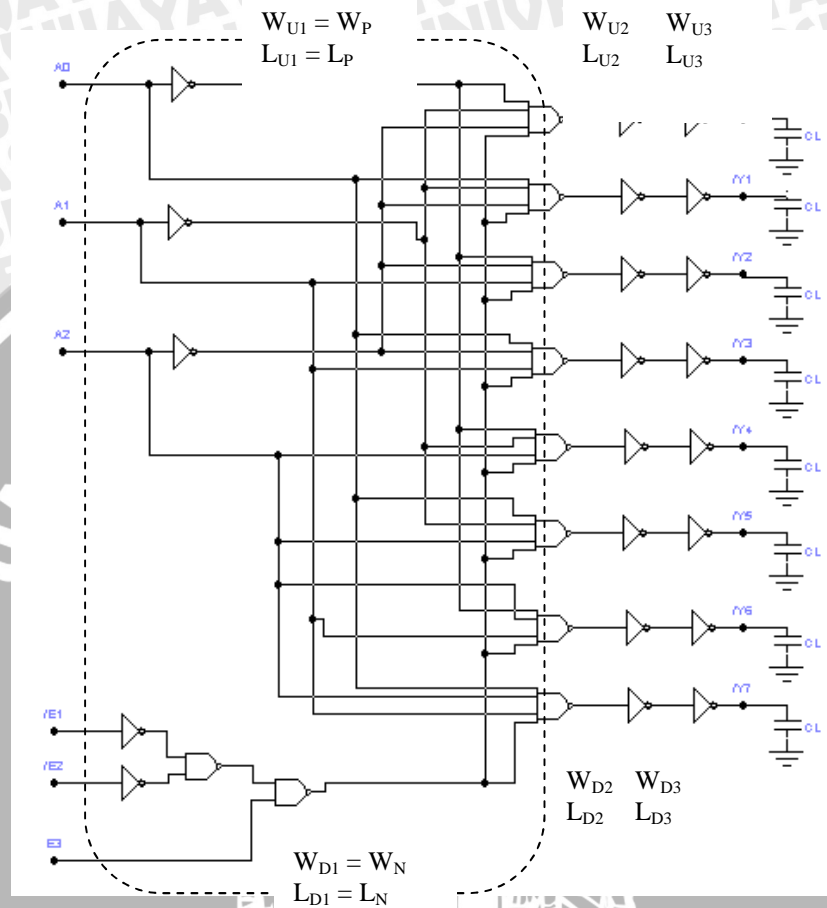 W_U1 = W_P
L_U1 = L_P
W_U2 W_U3
L_U2 L_U3
A0
CL
/Y1
CL
A1
/Y2
CL
A2
/Y3
CL
/Y4
CL
/Y5
CL
/Y6
CL
/Y7
CL
/E1
/E2
E3
W_D2 W_D3
L_D2 L_D3
W_D1 = W_N
L_D1 = L_N